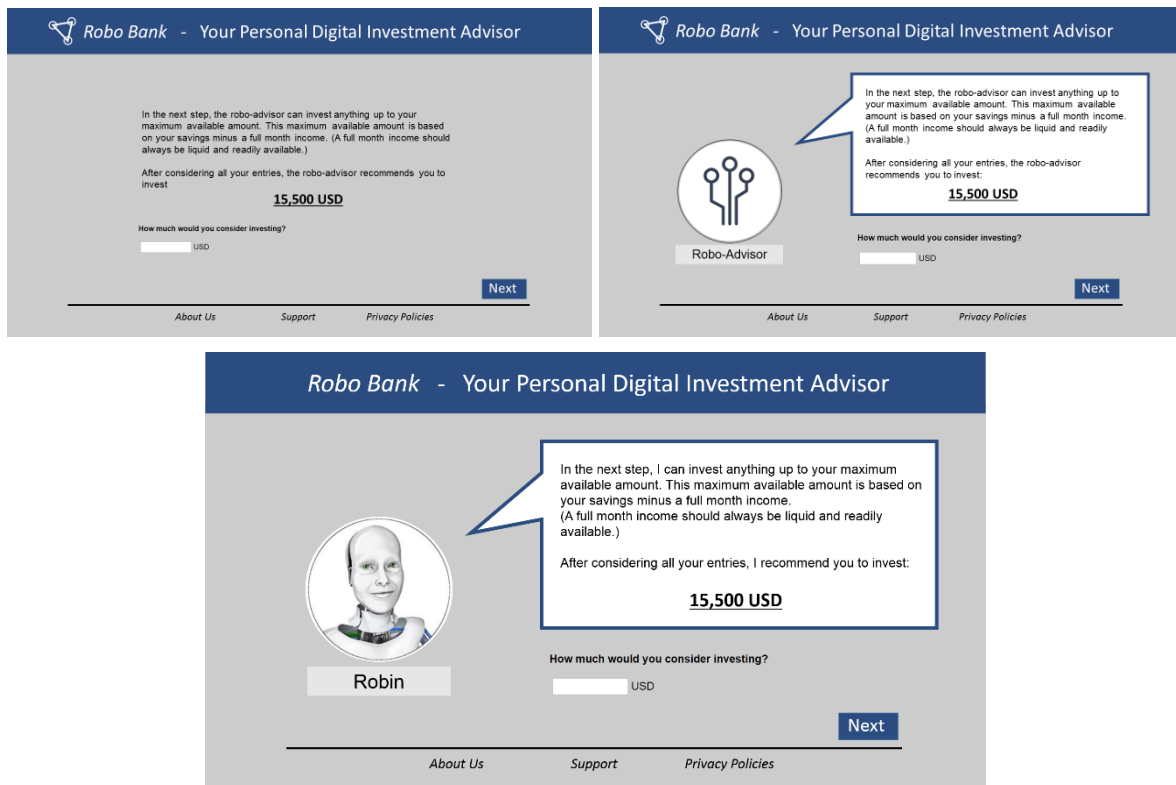 Robo Bank - Your Personal Digital Investment Advisor
In the next step, the robo-advisor can invest anything up to your
maximum available amount. This maximum available amount is based
on your savings minus a full month income. (A full month income should
always be liquid and readily available.)
After considering all your entries, the robo-advisor recommends you to
invest
15,500 USD
How much would you consider investing?
USD
Next
About Us Support Privacy Policies
Robo Bank - Your Personal Digital Investment Advisor
In the next step, the robo-advisor can invest anything up to
your maximum available amount. This maximum available
amount is based on your savings minus a full month income.
(A full month income should always be liquid and readily
available.)
After considering all your entries, the robo-advisor
recommends you to invest:
15,500 USD
Robo-Advisor
How much would you consider investing?
USD
Next
About Us Support Privacy Policies
Robo Bank - Your Personal Digital Investment Advisor
In the next step, I can invest anything up to your maximum
available amount. This maximum available amount is based on
your savings minus a full month income.
(A full month income should always be liquid and readily
available.)
After considering all your entries, I recommend you to invest:
15,500 USD
Robin
How much would you consider investing?
USD
Next
About Us Support Privacy Policies